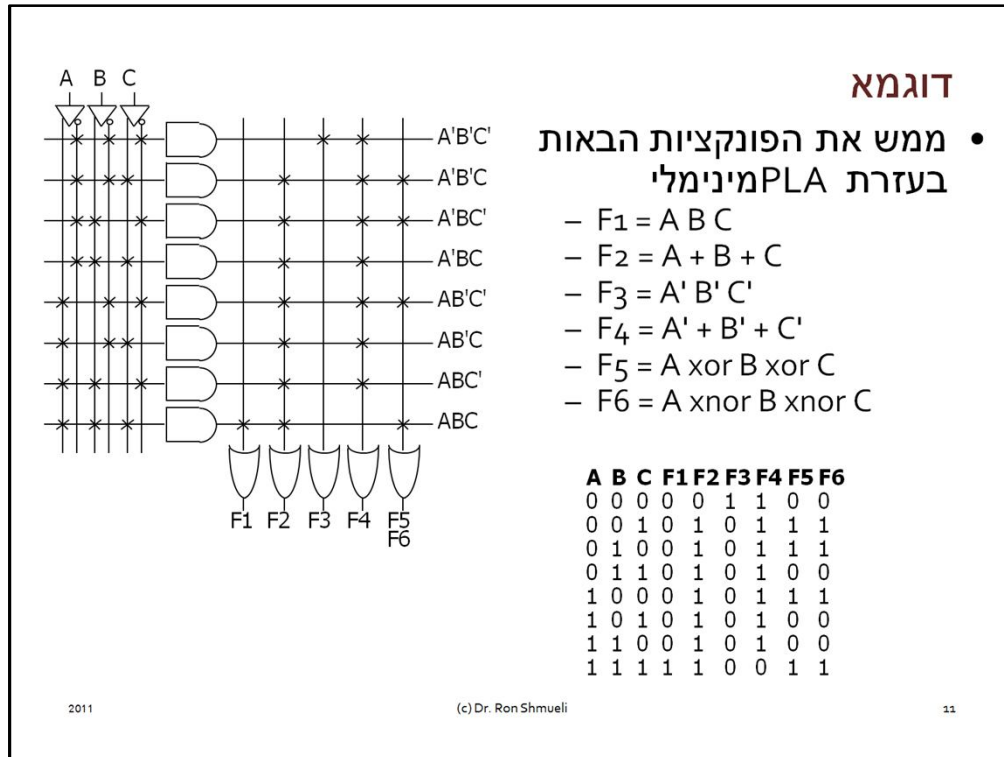 דוגמא
• ממש את הפונקציות הבאות
בעזרת PLAמינימלי
– F1 = A B C
– F2 = A + B + C
– F3 = A' B' C'
– F4 = A' + B' + C'
– F5 = A xor B xor C
– F6 = A xnor B xnor C
A B C
A'B'C'
A'B'C
A'BC'
A'BC
AB'C'
AB'C
ABC'
ABC
F1 F2 F3 F4 F5
F6
A B C F1 F2 F3 F4 F5 F6
0 0 0 0 0 1 1 0 0
0 0 1 0 1 0 1 1 1
0 1 0 0 1 0 1 1 1
0 1 1 0 1 0 1 0 0
1 0 0 0 1 0 1 1 1
1 0 1 0 1 0 1 0 0
1 1 0 0 1 0 1 0 0
1 1 1 1 1 0 0 1 1
2011 (c) Dr. Ron Shmueli 11